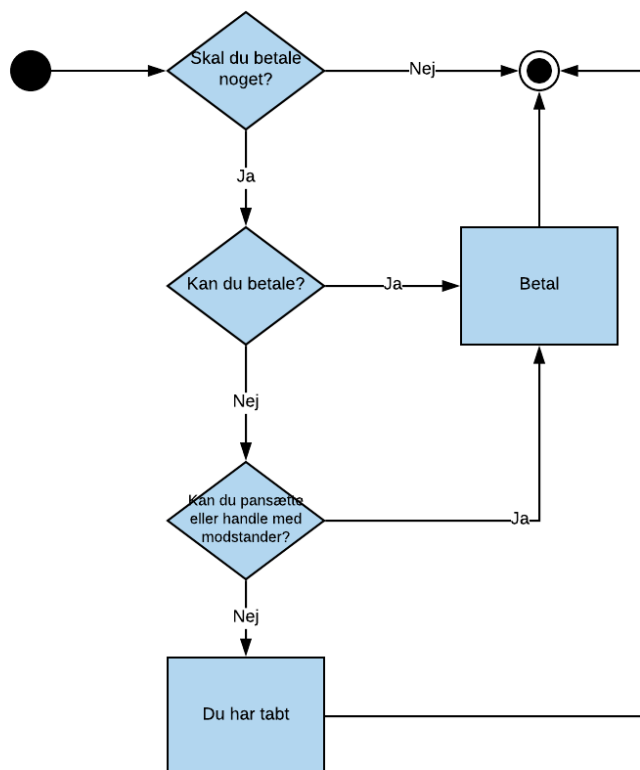 Skal du betale
noget?
Nej
Ja
Kan du betale?
Ja
Betal
Nej
Kan du pansætte
eller handle med
modstander?
Ja
Nej
Du har tabt